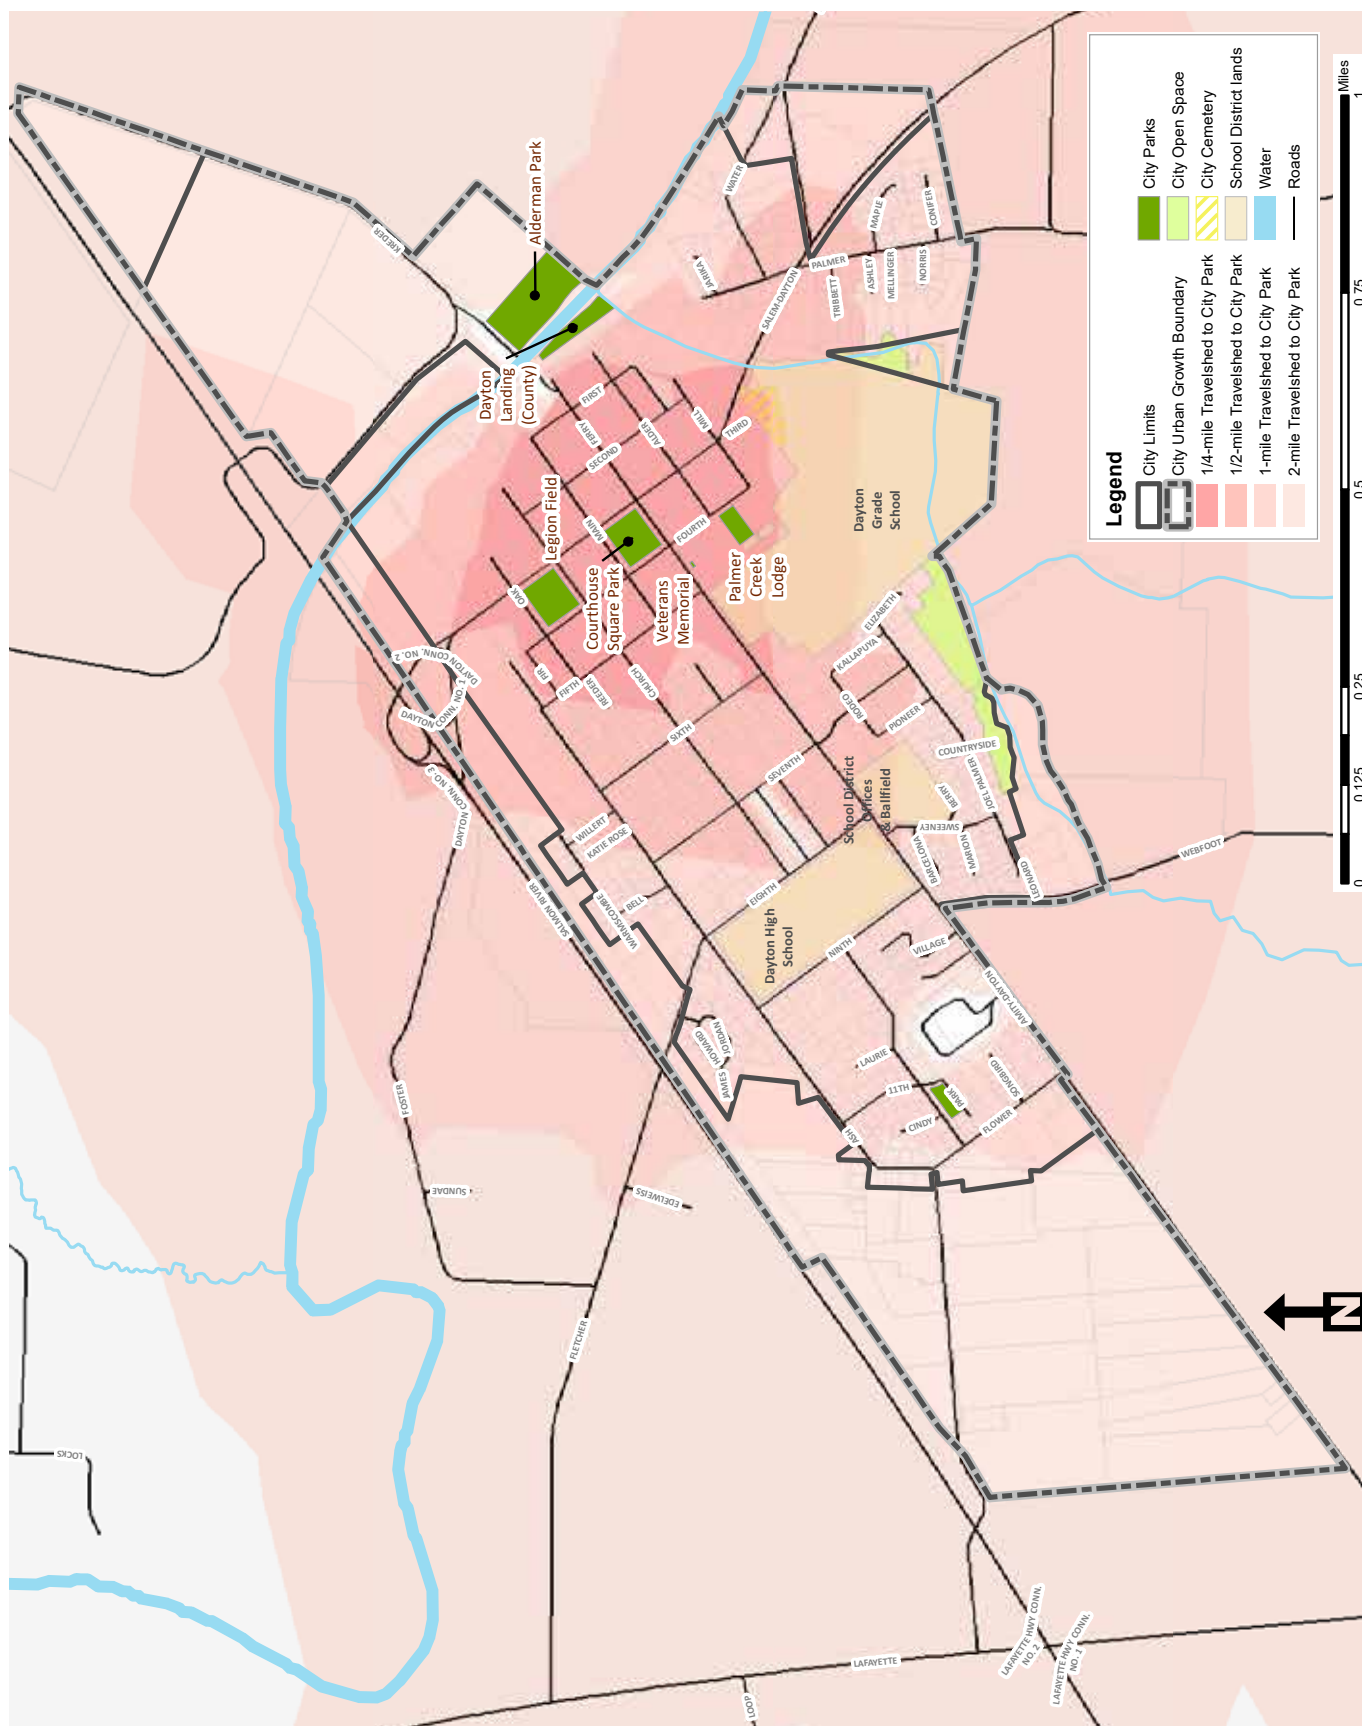 Alderman Park
Dayton
Landing
(County)
Legion Field
Courthouse
Square Park
Veterans
Memorial
Palmer
Creek
Lodge
Dayton
Grade
School
School District
Offices
& Ballfield
Dayton High
School
KREDER
WATER
JARIKA
SALEM-DAYTON
PALMER
TRIBBETT
ASHLEY
MELLINGER
NORRIS
MAPLE
CONIFER
FIRST
FERRY
SECOND
ALDER
MILL
THIRD
MAIN
FOURTH
OAK
FIR
FIFTH
REEDER
CHURCH
SIXTH
SEVENTH
EIGHTH
NINTH
ELIZABETH
KALLAPUYA
RODEO
PIONEER
COUNTRYSIDE
JOEL PALMER
BERRY
SWEENEY
MARION
BARCELONA
LEONARD
WEBFOOT
VILLAGE
AMITY-DAYTON
LAURIE
11TH
CINDY
PARK
SONGBIRD
FLOWER
ASH
JAMES
HOWARD
JORDAN
WILLERT
KATIE ROSE
BELL
WARMSCOMBE
SALMON RIVER
DAYTON CONN. NO. 2
DAYTON CONN. NO. 1
DAYTON CONN. NO. 3
FOSTER
SUNDAE
EDELWEISS
FLETCHER
LOCKS
LAFAYETTE
LOOP
LAFAYETTE HWY CONN.
NO. 2
LAFAYETTE HWY CONN.
NO. 1
Legend
City Limits
City Urban Growth Boundary
1/4-mile Travelshed to City Park
1/2-mile Travelshed to City Park
1-mile Travelshed to City Park
2-mile Travelshed to City Park
City Parks
City Open Space
City Cemetery
School District lands
Water
Roads
0 0.125 0.25 0.5 0.75 1
Miles
N